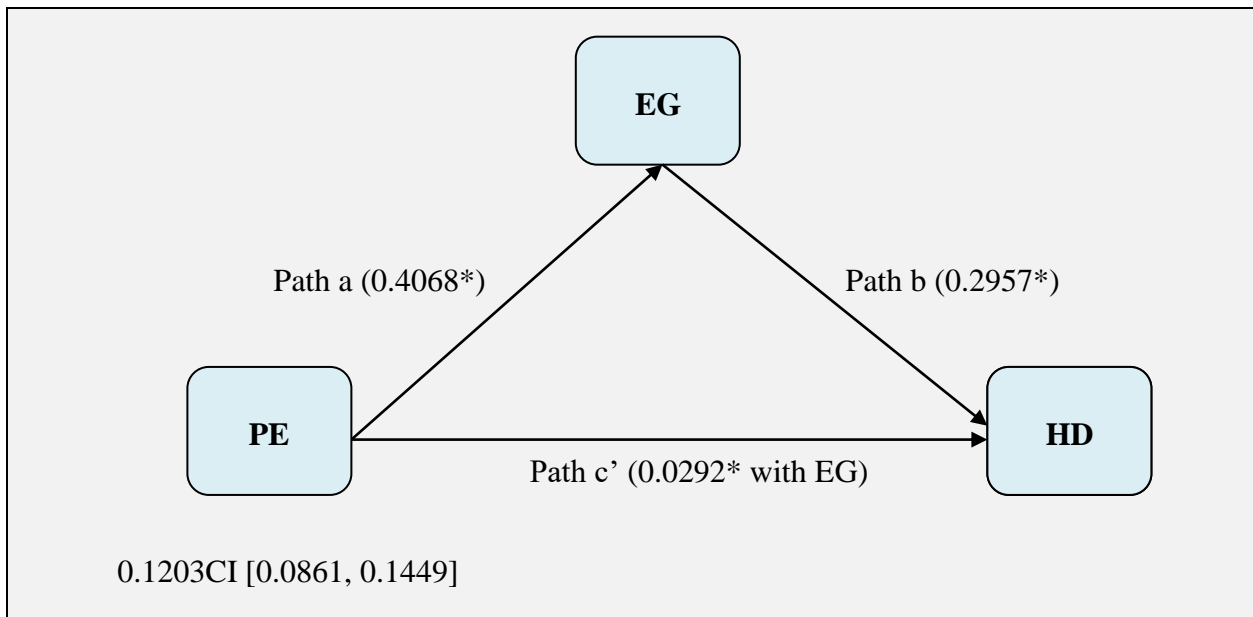 EG
Path a (0.4068*)
Path b (0.2957*)
PE
HD
Path c’ (0.0292* with EG)
0.1203CI [0.0861, 0.1449]